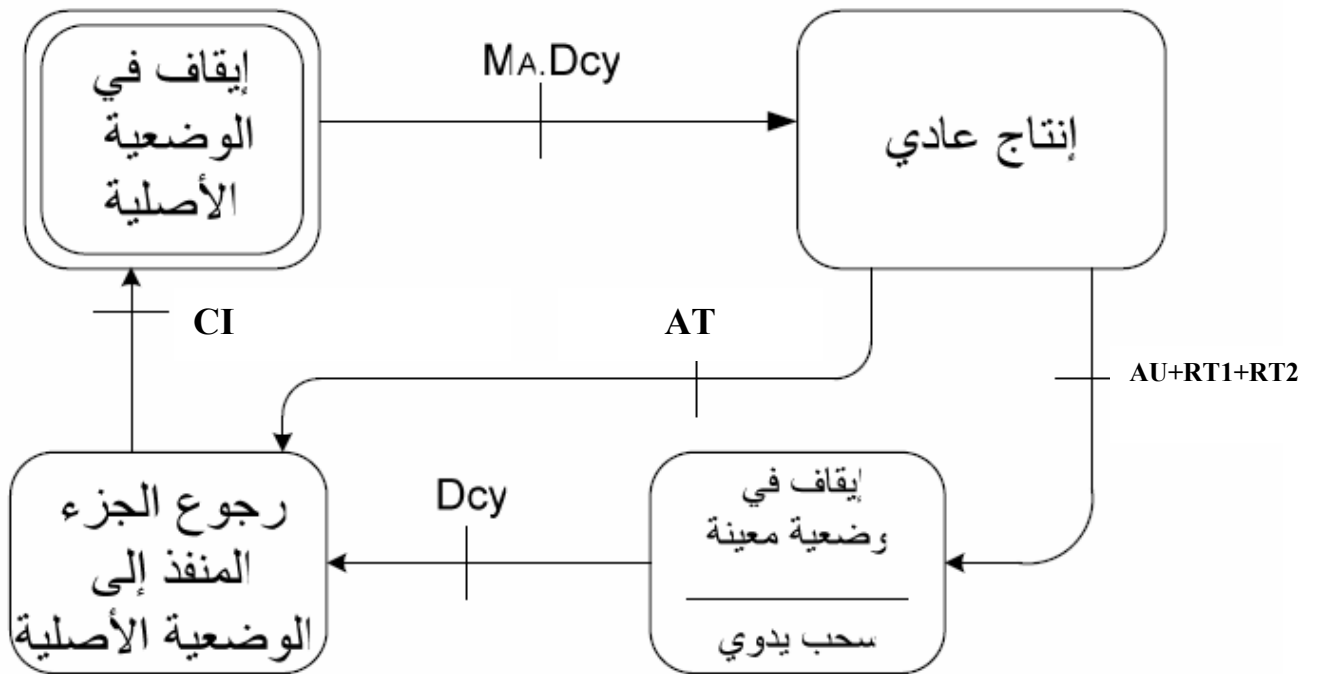 إيقاف في
الوضعية
الأصلية
MA.Dcy
إنتاج عادي
CI
AT
AU+RT1+RT2
رجوع الجزء
المنفذ إلى
الوضعية الأصلية
Dcy
إيقاف في
وضعية معينة
سحب يدوي